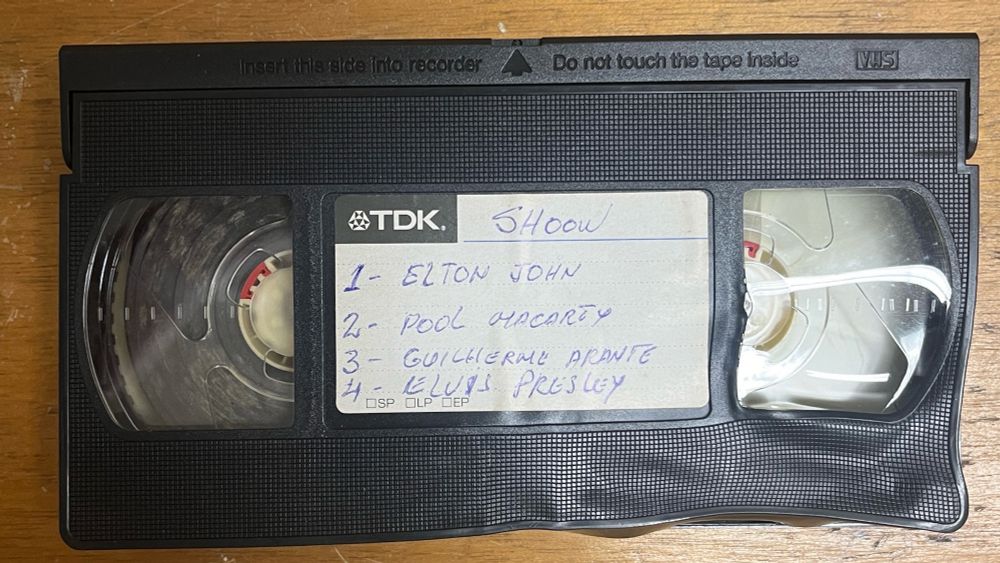 Insert this side into recorder Do not touch the tape inside VHS
TDK. SHOOW
1- ELTON JOHN
2- POOL MACARTY
3- GUILHERME ARANTE
4- ELVIS PRESLEY
SP LP EP